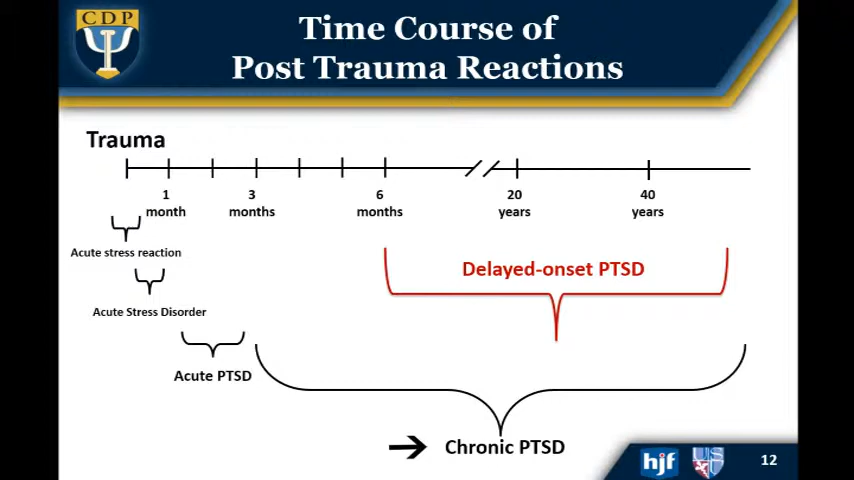 CDP
Time Course of
Post Trauma Reactions
Trauma
1 month
3 months
6 months
20 years
40 years
Acute stress reaction
Delayed-onset PTSD
Acute Stress Disorder
Acute PTSD
Chronic PTSD
hjf
12